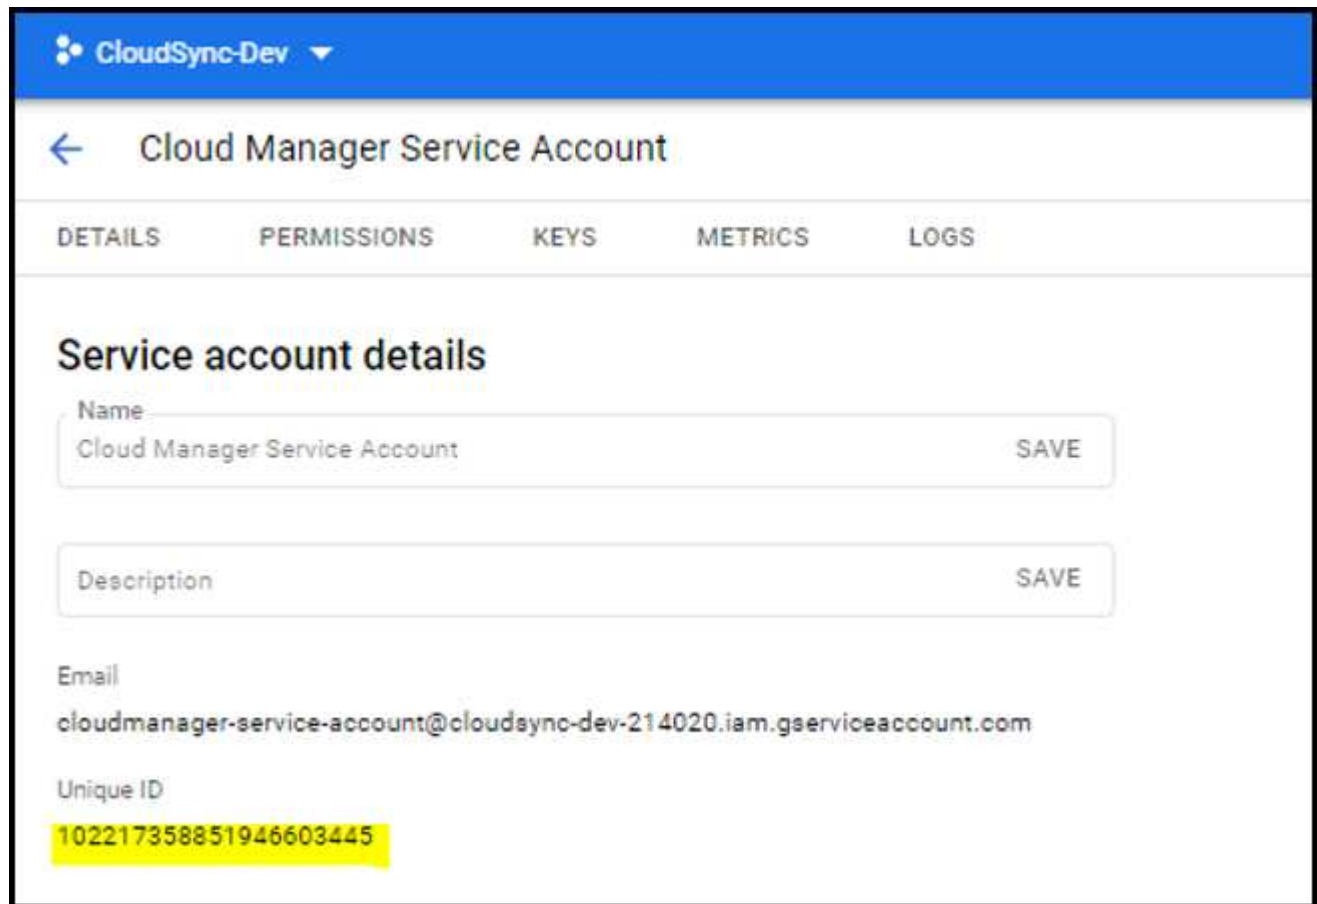 CloudSync-Dev
Cloud Manager Service Account
DETAILS PERMISSIONS KEYS METRICS LOGS
Service account details
Name
Cloud Manager Service Account SAVE
Description SAVE
Email
cloudmanager-service-account@cloudsync-dev-214020.iam.gserviceaccount.com
Unique ID
102217358851946603445